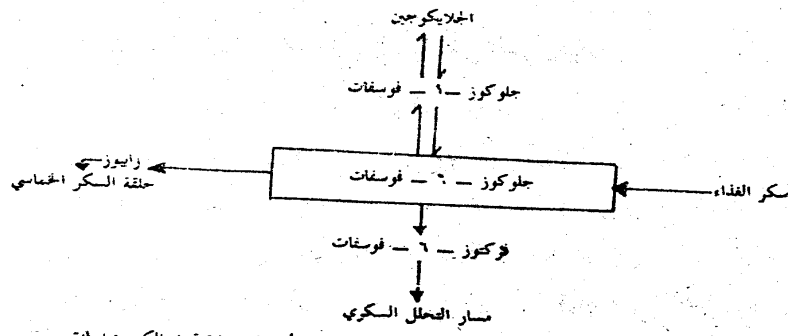 الجلايكوجين
جلوكوز – ١ – فوسفات
رايبوز
حلقة السكر الخماسي
جلوكوز – ٦ – فوسفات
سكر الغذاء
فركتوز – ٦ – فوسفات
مسار التحلل السكري